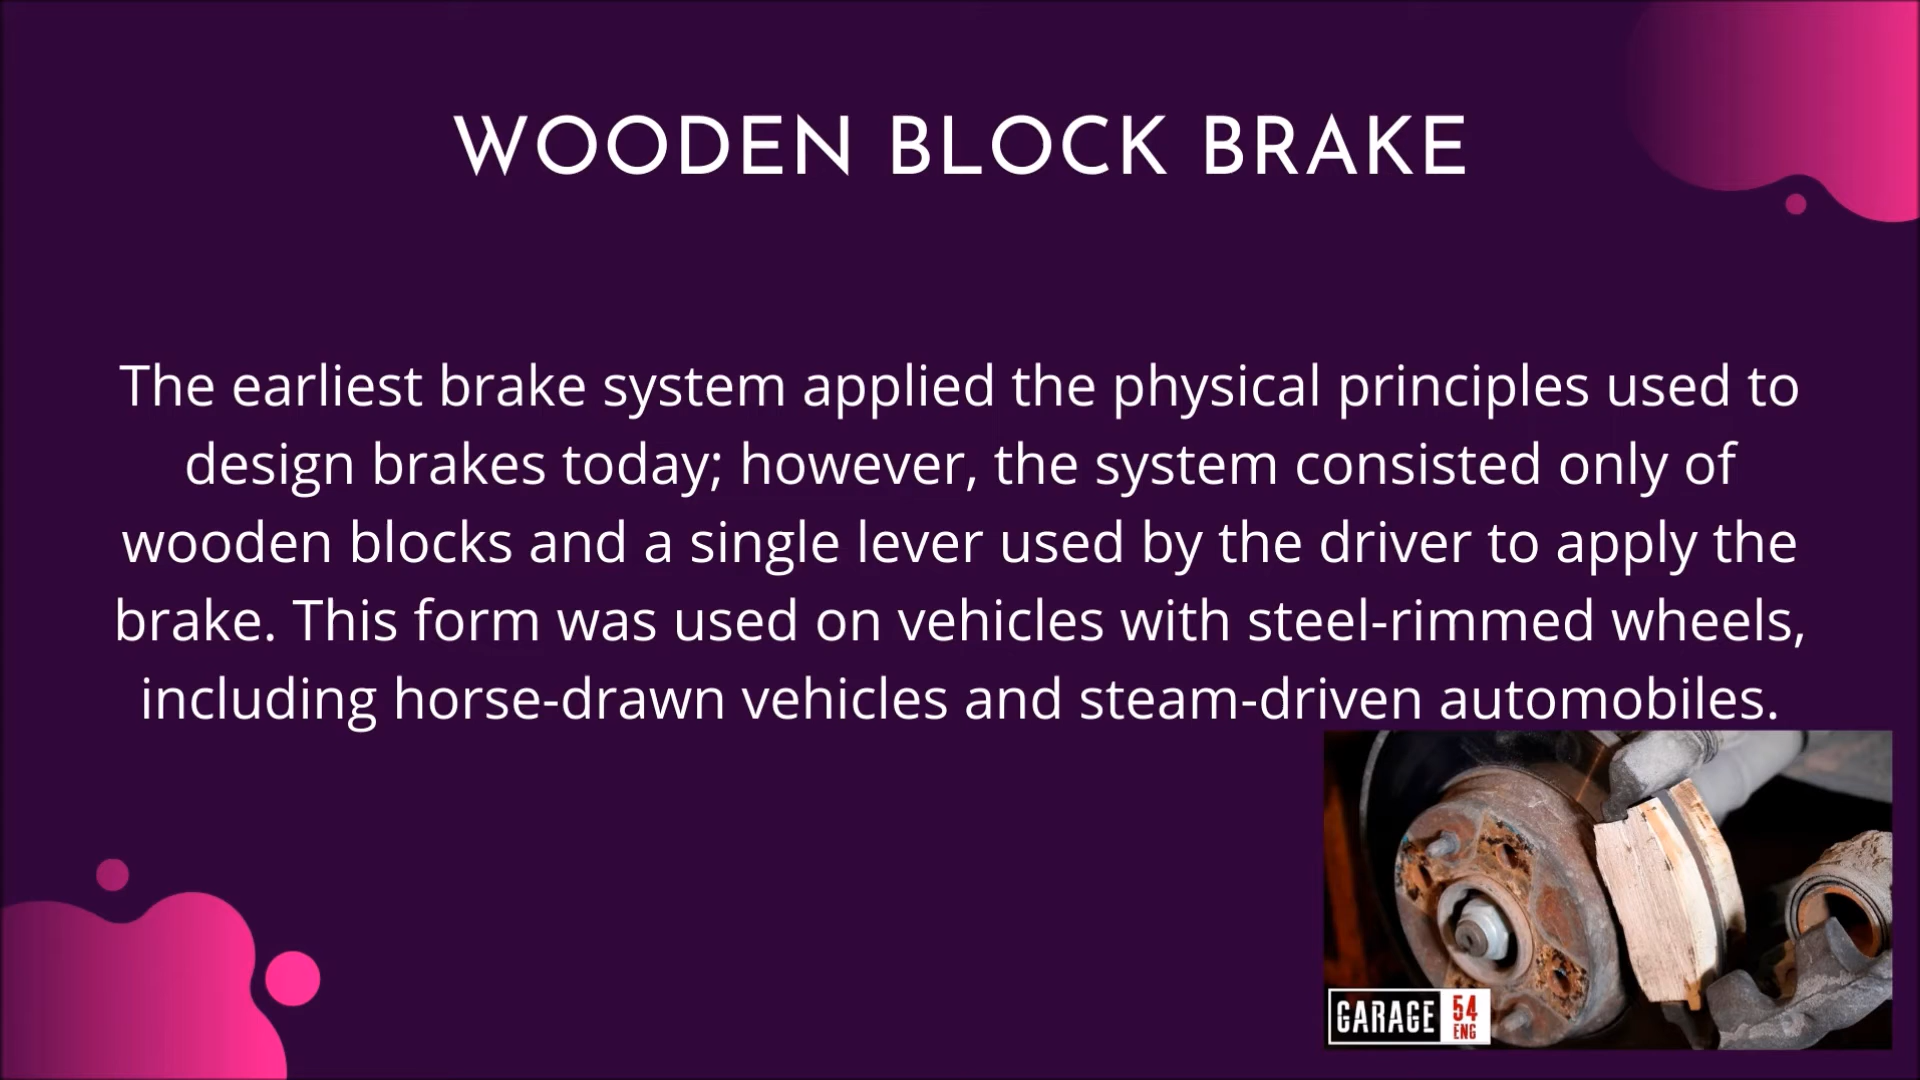 WOODEN BLOCK BRAKE
The earliest brake system applied the physical principles used to
design brakes today; however, the system consisted only of
wooden blocks and a single lever used by the driver to apply the
brake. This form was used on vehicles with steel-rimmed wheels,
including horse-drawn vehicles and steam-driven automobiles.
GARAGE 54
ENG